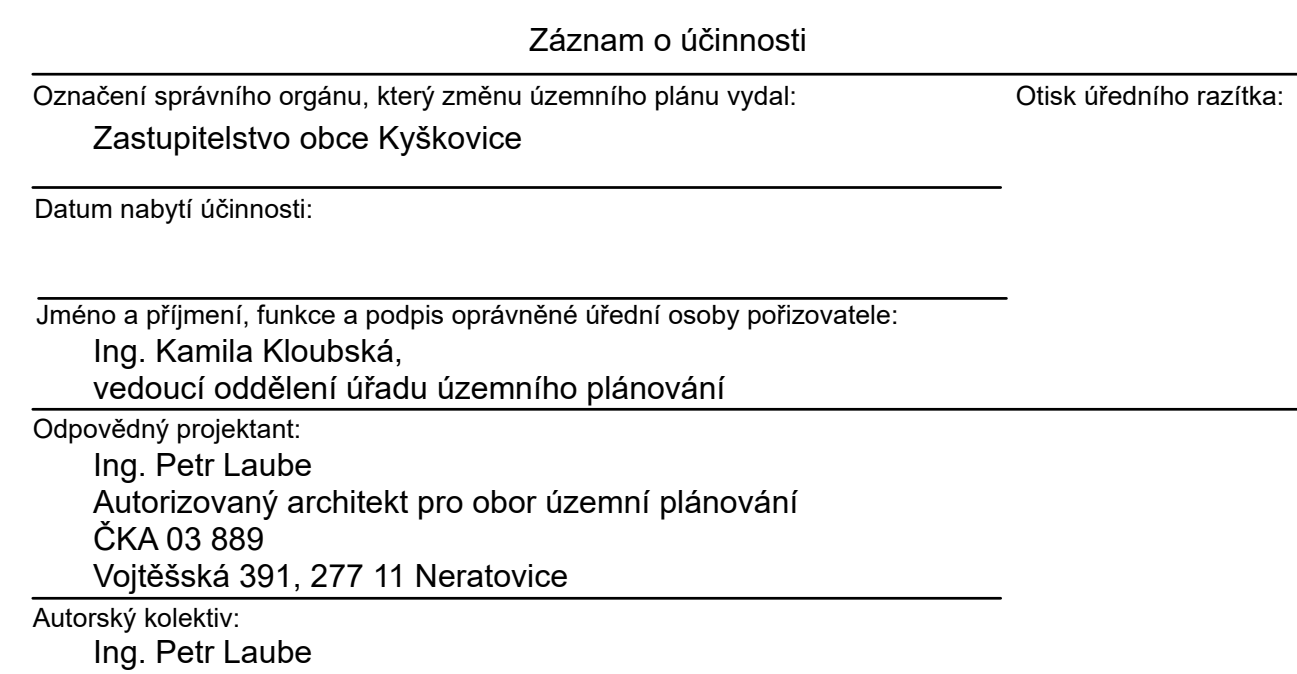 Záznam o účinnosti
Označení správního orgánu, který změnu územního plánu vydal:
Otisk úředního razítka:
Zastupitelstvo obce Kyškovice
Datum nabytí účinnosti:
Jméno a příjmení, funkce a podpis oprávněné úřední osoby pořizovatele:
Ing. Kamila Kloubská,
vedoucí oddělení úřadu územního plánování
Odpovědný projektant:
Ing. Petr Laube
Autorizovaný architekt pro obor územní plánování
ČKA 03 889
Vojtěšská 391, 277 11 Neratovice
Autorský kolektiv:
Ing. Petr Laube